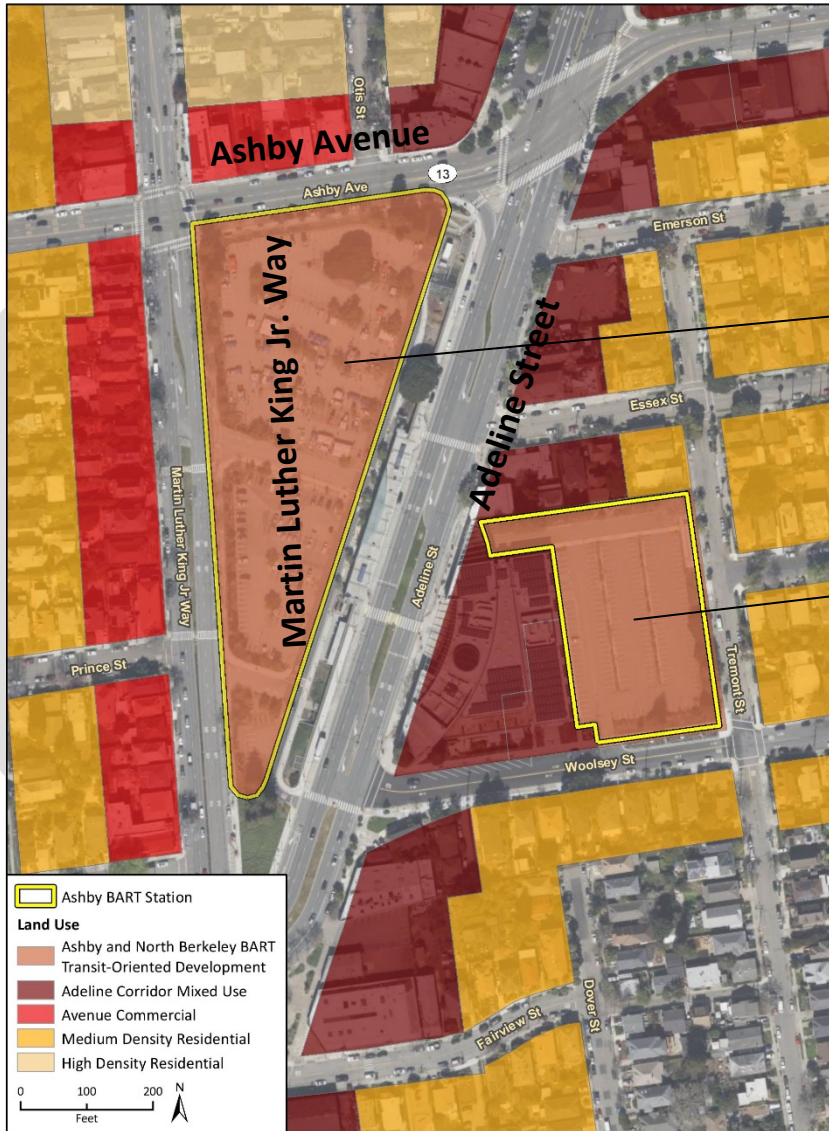 Otis St
Ashby Avenue
13
Ashby Ave
Emerson St
Martin Luther King Jr. Way
Adeline Street
Essex St
Martin Luther King Jr Way
Adeline St
Prince St
Tremont St
Woolsey St
Ashby BART Station
Land Use
Ashby and North Berkeley BART
Transit-Oriented Development
Adeline Corridor Mixed Use
Avenue Commercial
Medium Density Residential
High Density Residential
0 100 200
Feet
N
Dover St
Fairview St